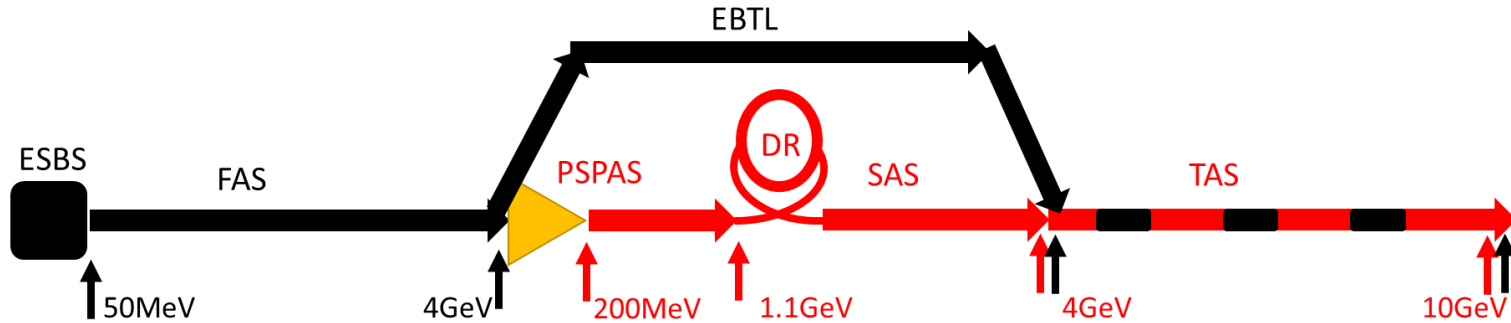 EBTL
ESBS
FAS
PSPAS
DR
SAS
TAS
50MeV
4GeV
200MeV
1.1GeV
4GeV
10GeV